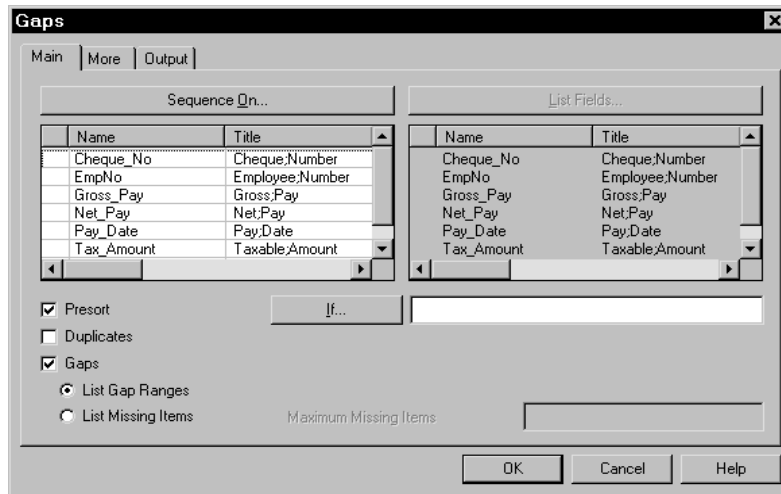 Gaps
Main More Output
Sequence On...
Name Title
Cheque_No Cheque;Number
EmpNo Employee;Number
Gross_Pay Gross;Pay
Net_Pay Net;Pay
Pay_Date Pay;Date
Tax_Amount Taxable;Amount
List Fields...
Name Title
Cheque_No Cheque;Number
EmpNo Employee;Number
Gross_Pay Gross;Pay
Net_Pay Net;Pay
Pay_Date Pay;Date
Tax_Amount Taxable;Amount
Presort
If...
Duplicates
Gaps
List Gap Ranges
List Missing Items
Maximum Missing Items
OK Cancel Help